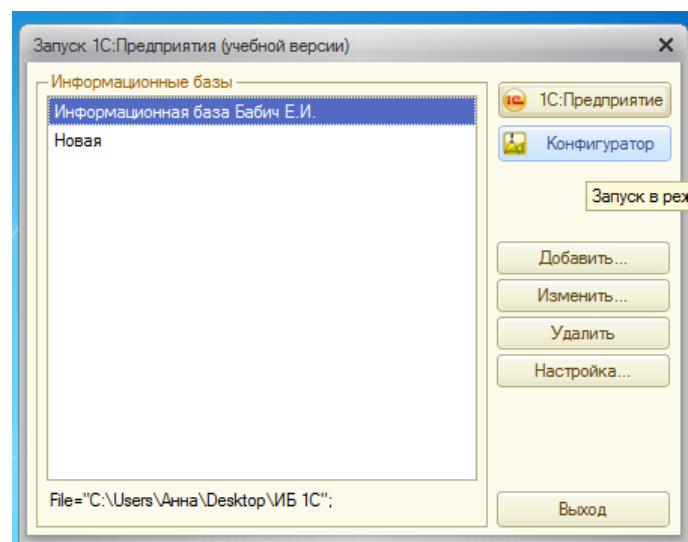 Запуск 1С:Предприятия (учебной версии)
Информационные базы
Информационная база Бабич Е.И.
Новая
1С:Предприятие
Конфигуратор
Запуск в реж
Добавить...
Изменить...
Удалить
Настройка...
File="C:\Users\Анна\Desktop\ИБ 1С";
Выход